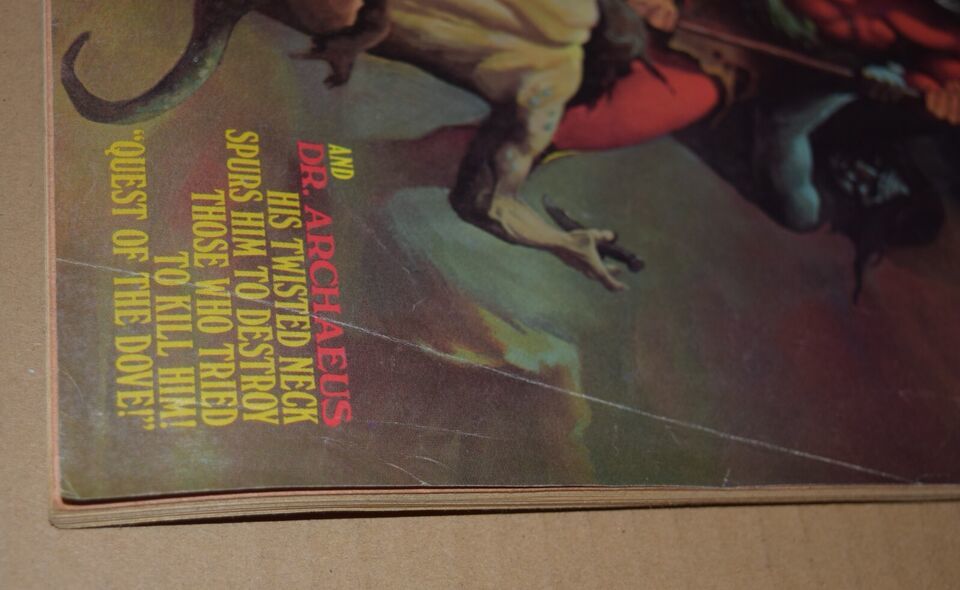 AND
DR. ARCHAEUS
HIS TWISTED NECK
SPURS HIM TO DESTROY
THOSE WHO TRIED
TO KILL HIM!
"QUEST OF THE DOVE!"